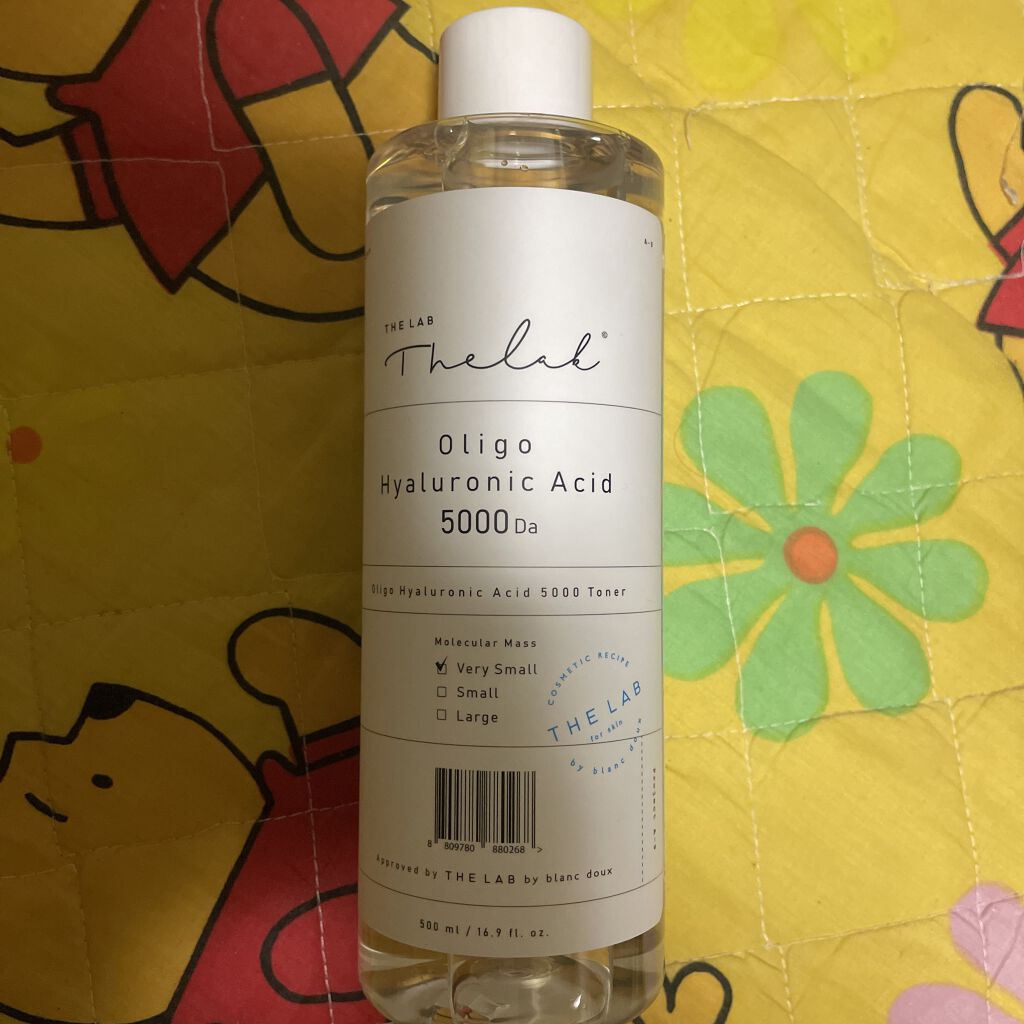 THE LAB
Thelab®
Oligo
Hyaluronic Acid
5000 Da
Oligo Hyaluronic Acid 5000 Toner
Molecular Mass
Very Small
Small
Large
COSMETIC RECIPE
THE LAB
for skin
by blanc doux
8 809780 880268 >
Approved by THE LAB by blanc doux
500 ml / 16.9 fl. oz.